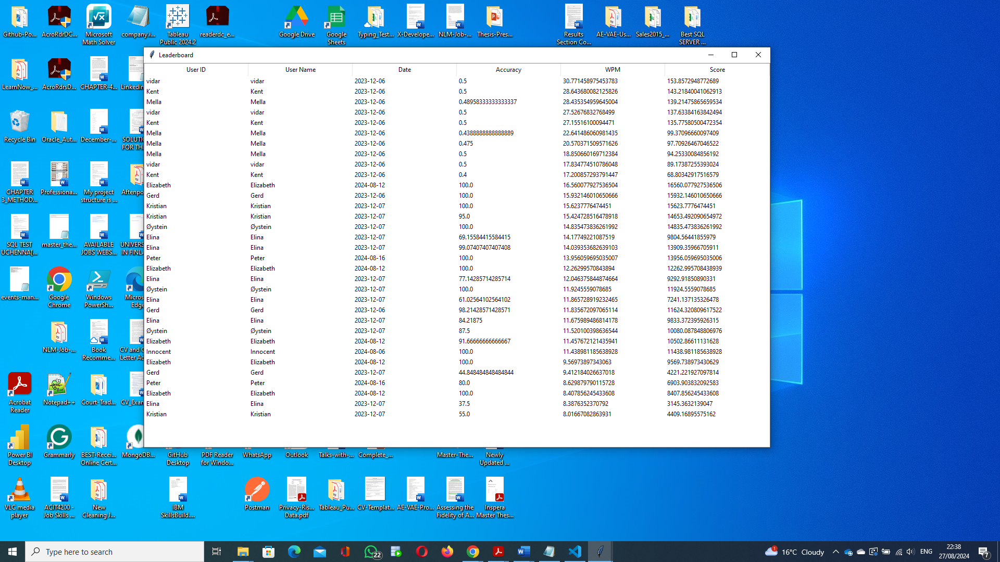 Github-Po...
AcroRdrDC...
Microsoft
Math Solver
company.i...
Tableau
Public 2024.2
readerdc_e...
Google Drive
Google
Sheets
Typing_Test...
X-Develope...
NLM-Job-...
Thesis-Pres...
Results
Section Co...
AE-VAE-Us...
Sales2015_...
Best SQL
SERVER ...
Leaderboard
User ID User Name Date Accuracy WPM Score
vidar vidar 2023-12-06 0.5 30.771458975453783 153.8572948772689
Kent Kent 2023-12-06 0.5 28.643680082125826 143.21840041062913
Mella Mella 2023-12-06 0.48958333333333337 28.435354959645004 139.21475865659534
vidar vidar 2023-12-06 0.5 27.52676832768499 137.63384163842494
Kent Kent 2023-12-06 0.5 27.15516100094471 135.77580500472354
Mella Mella 2023-12-06 0.4388888888888889 22.641486060981435 99.37096660097409
Mella Mella 2023-12-06 0.475 20.570371509571626 97.70926467046522
Mella Mella 2023-12-06 0.5 18.850660169712384 94.25330084856192
vidar vidar 2023-12-06 0.5 17.834774510786048 89.17387255393024
Kent Kent 2023-12-06 0.4 17.200857293791447 68.80342917516579
Elizabeth Elizabeth 2024-08-12 100.0 16.560077927536504 16560.077927536506
Gerd Gerd 2023-12-06 100.0 15.932146010650666 15932.146010650666
Kristian Kristian 2023-12-07 100.0 15.6237776474451 15623.7776474451
Kristian Kristian 2023-12-07 95.0 15.424728516478918 14653.492090654972
Øystein Øystein 2023-12-07 100.0 14.835473836261992 14835.473836261992
Elina Elina 2023-12-07 69.15584415584415 14.17749221087519 9804.56441855979
Elina Elina 2023-12-07 99.07407407407408 14.039353682639103 13909.35966705911
Peter Peter 2024-08-16 100.0 13.956059695035007 13956.059695035006
Elizabeth Elizabeth 2024-08-12 100.0 12.26299570843894 12262.995708438939
Elina Elina 2023-12-07 77.14285714285714 12.046375844874664 9292.91850890331
Øystein Øystein 2023-12-07 100.0 11.9245559078685 11924.5559078685
Elina Elina 2023-12-07 61.02564102564102 11.865728919232465 7241.137135326478
Gerd Gerd 2023-12-06 98.21428571428571 11.835672097065114 11624.320809617522
Elina Elina 2023-12-07 84.21875 11.675989486814178 9833.372395926315
Øystein Øystein 2023-12-07 87.5 11.520100398636544 10080.087848806976
Elizabeth Elizabeth 2024-08-12 91.66666666666667 11.457672121435941 10502.86611131628
Innocent Innocent 2024-08-06 100.0 11.438981185638928 11438.981185638928
Elizabeth Elizabeth 2024-08-12 100.0 9.56973897343063 9569.738973430629
Gerd Gerd 2023-12-07 44.848484848484844 9.412184026637018 4221.221927097814
Peter Peter 2024-08-16 80.0 8.629879790115728 6903.903832092583
Elizabeth Elizabeth 2024-08-12 100.0 8.407856245433608 8407.856245433608
Elina Elina 2023-12-07 37.5 8.3876352370792 3145.3632139047
Kristian Kristian 2023-12-07 55.0 8.01667082863931 4409.16895575162
LearnNow_...
AcroRdrsD...
CHAPTER-4...
LinkedIn
Recycle Bin
Oracle_Aut...
December-...
SOLUTI
FOR TH
CHAPTER
3_METHOD...
Professiona...
My project
structure is ...
Aftenpo
SQL TEST
UCHENNA[...
master_the...
AVAILABLE
JOBS WEBS...
UNIVERS
IN FINLA
events-man...
Google
Chrome
Windows
PowerSh...
Micros
Edge
NLM-Job-...
Book
Recomme...
CV and C
Letter Ac
Acrobat
Reader
Notepad++
Court-Trad...
CV_Exam
Power BI
Desktop
Grammarly
BEST-Recei...
Online Cert...
MongoDB...
GitHub
Desktop
PDF Reader
for Windo...
WhatsApp
Outlook
Talks-with-...
Complete_...
Master-The...
Newly
Updated ...
VLC media
player
ACIT4200 -
Job Skills ...
New
Cleaning J...
IBM
SkillsBuild....
Postman
Privacy-Ris...
Data.pdf
Tableau_Pu...
CV-Templat...
AE-VAE-Pro...
Assessing the
Fidelity of A...
Inspera
Master Thes...
Type here to search
22
1
16°C Cloudy
ENG
22:38
27/08/2024
7